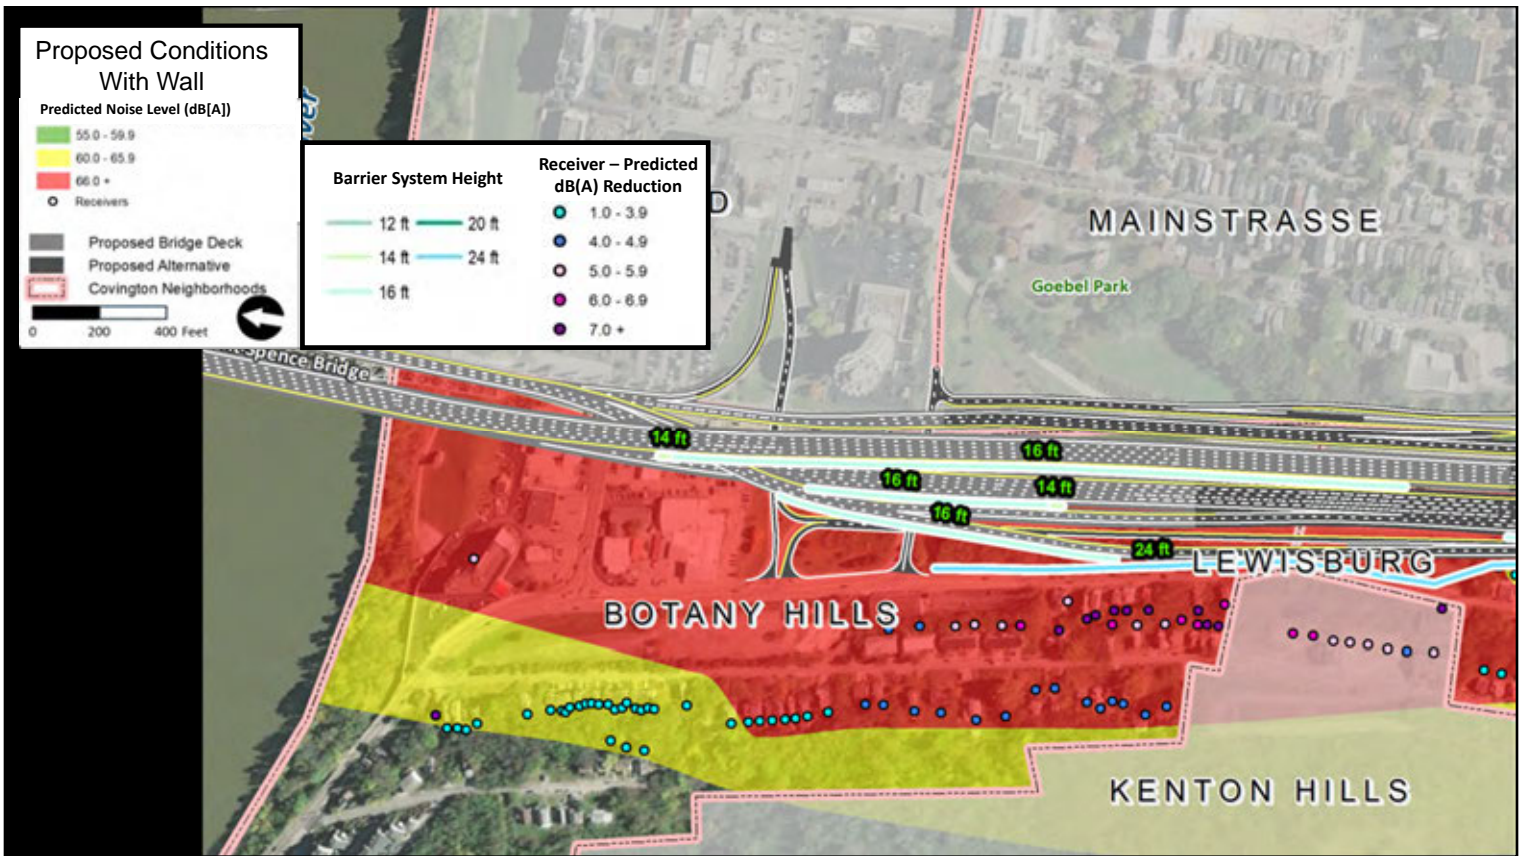 Proposed Conditions
With Wall
Predicted Noise Level (dB[A])
55.0 - 59.9
60.0 - 65.9
66.0 +
Receivers
Proposed Bridge Deck
Proposed Alternative
Covington Neighborhoods
0 200 400 Feet
Barrier System Height
12 ft 20 ft
14 ft 24 ft
16 ft
Receiver – Predicted
dB(A) Reduction
1.0 - 3.9
4.0 - 4.9
5.0 - 5.9
6.0 - 6.9
7.0 +
D
MAINSTRASSE
Goebel Park
Spence Bridge
14 ft
16 ft
16 ft
14 ft
16 ft
24 ft
LEWISBURG
BOTANY HILLS
KENTON HILLS